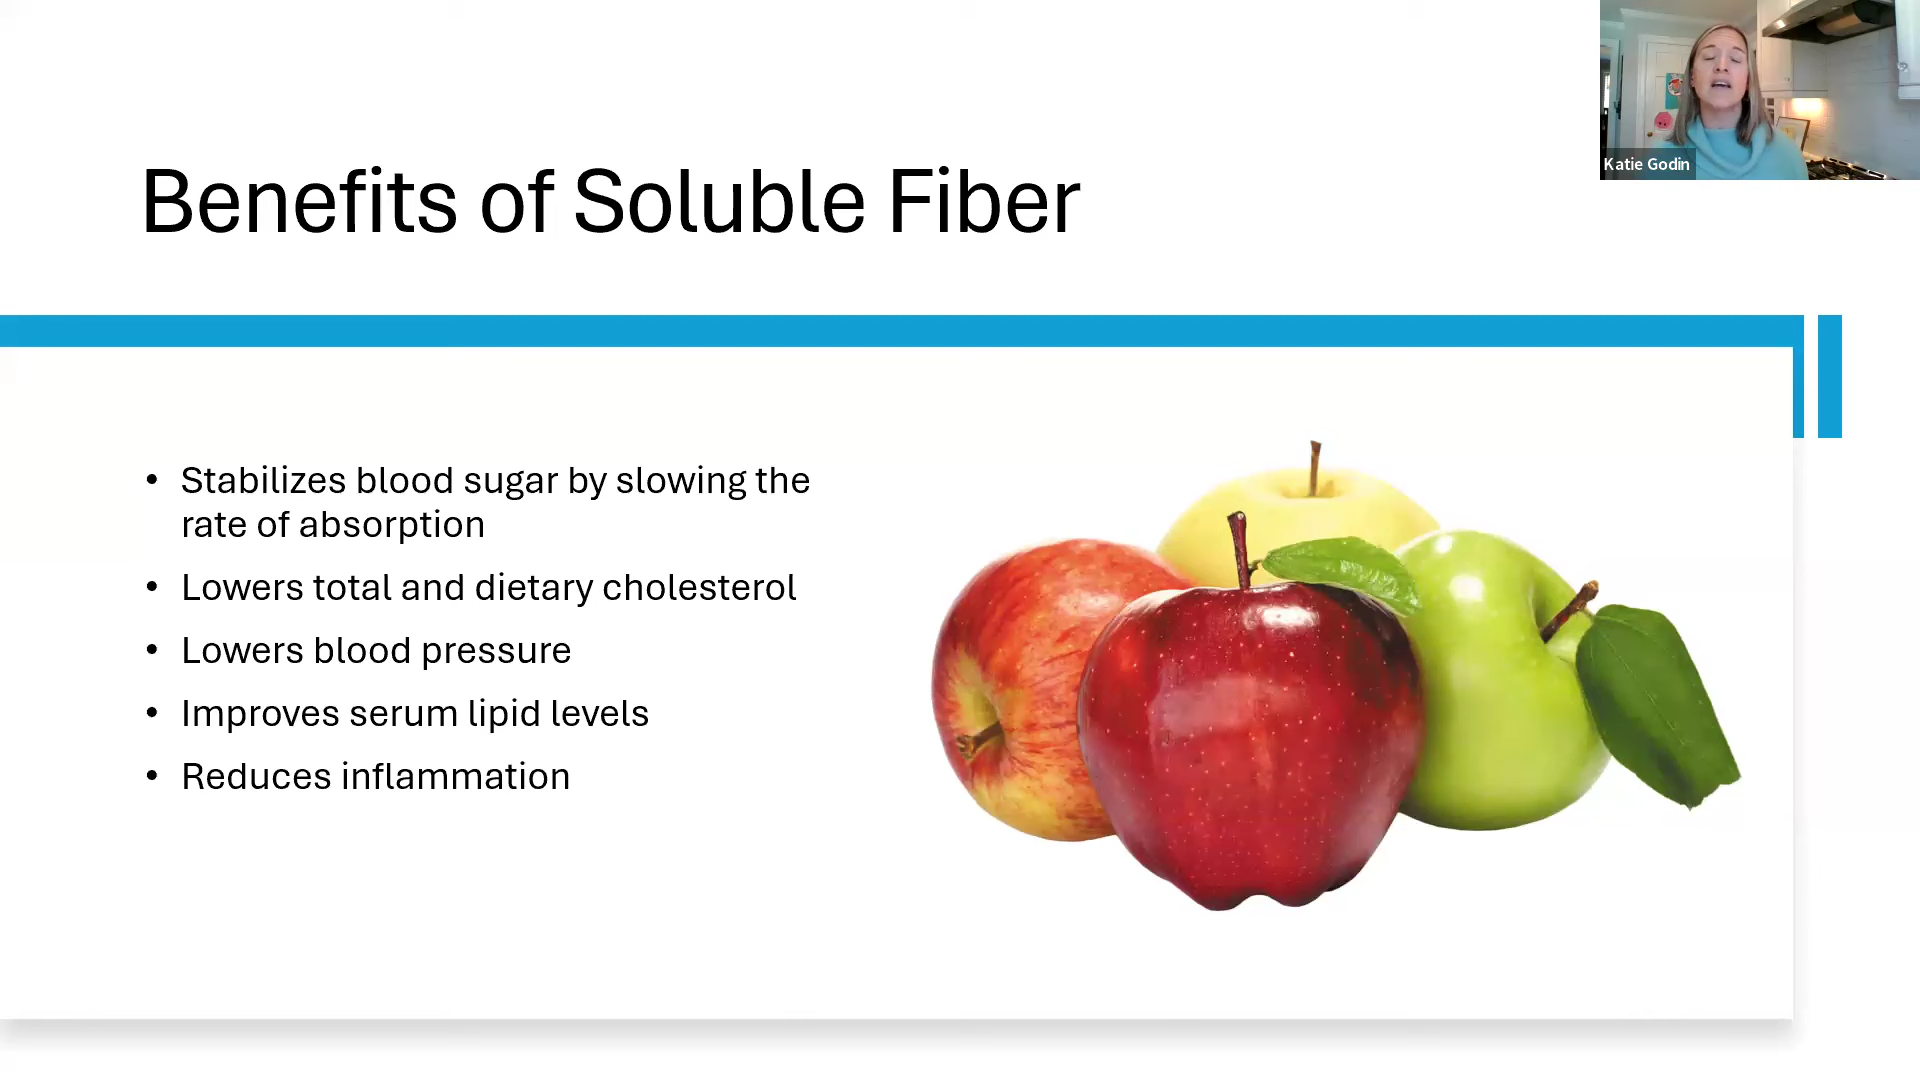 Katie Godin
Benefits of Soluble Fiber
• Stabilizes blood sugar by slowing the
rate of absorption
• Lowers total and dietary cholesterol
• Lowers blood pressure
• Improves serum lipid levels
• Reduces inflammation